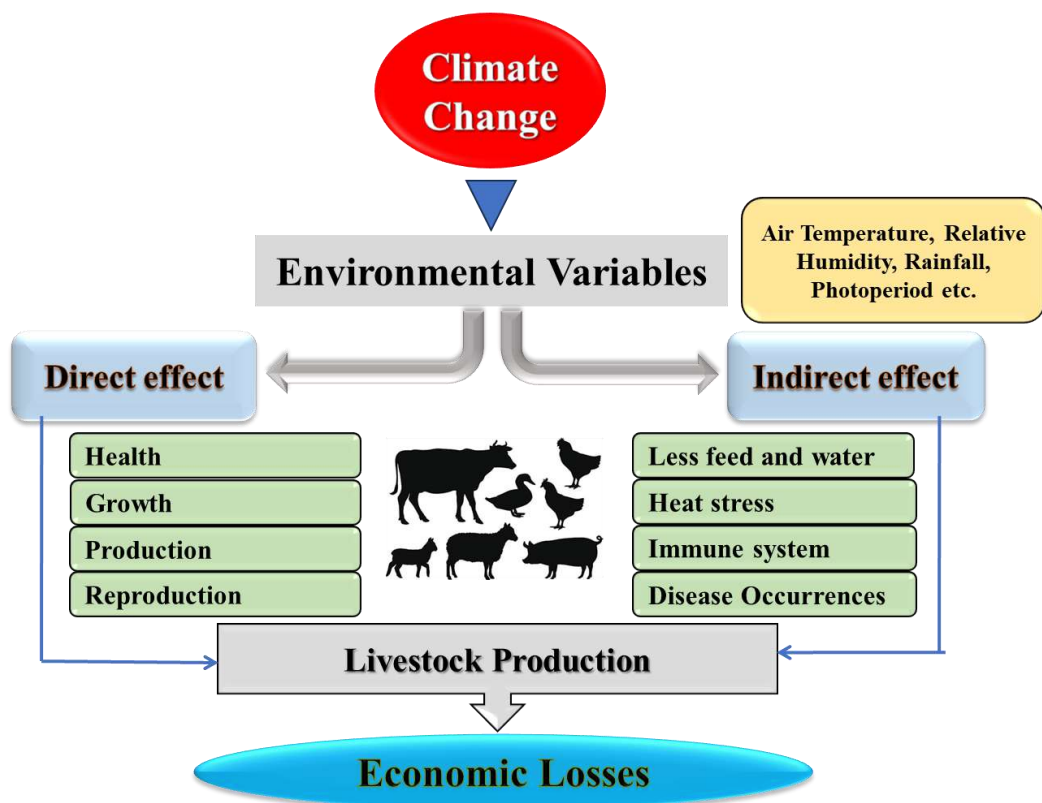 Climate
Change
Environmental Variables
Air Temperature, Relative
Humidity, Rainfall,
Photoperiod etc.
Direct effect
Indirect effect
Health
Growth
Production
Reproduction
Less feed and water
Heat stress
Immune system
Disease Occurrences
Livestock Production
Economic Losses